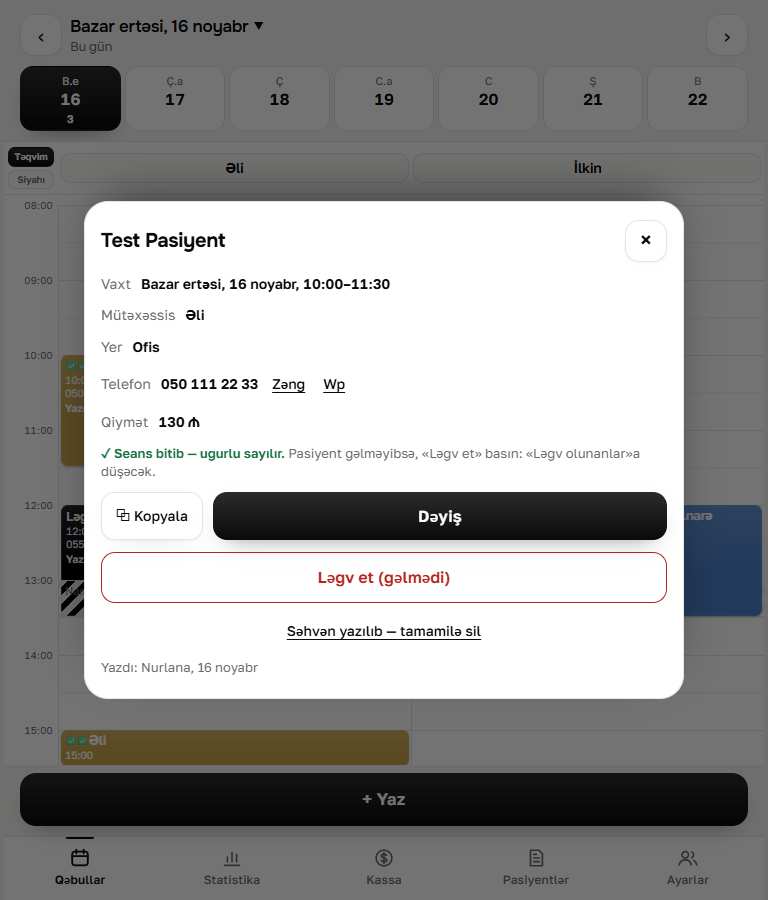 Bazar ertəsi, 16 noyabr ▼
Bu gün
B.e
16
3
Ç.a
17
Ç
18
C.a
19
C
20
Ş
21
B
22
Təqvim
Siyahı
Əli
İlkin
08:00
09:00
10:00
11:00
12:00
13:00
14:00
15:00
Test Pasiyent
×
Vaxt Bazar ertəsi, 16 noyabr, 10:00–11:30
Mütəxəssis Əli
Yer Ofis
Telefon 050 111 22 33 Zəng Wp
Qiymət 130 ₼
✓ Seans bitib — ugurlu sayılır. Pasiyent gəlməyibsə, «Ləgv et» basın: «Ləgv olunanlar»a
düşəcək.
Kopyala
Dəyiş
Ləgv et (gəlmədi)
Səhvən yazılıb — tamamilə sil
Yazdı: Nurlana, 16 noyabr
Əli
15:00
+ Yaz
Qəbullar
Statistika
Kassa
Pasiyentlər
Ayarlar